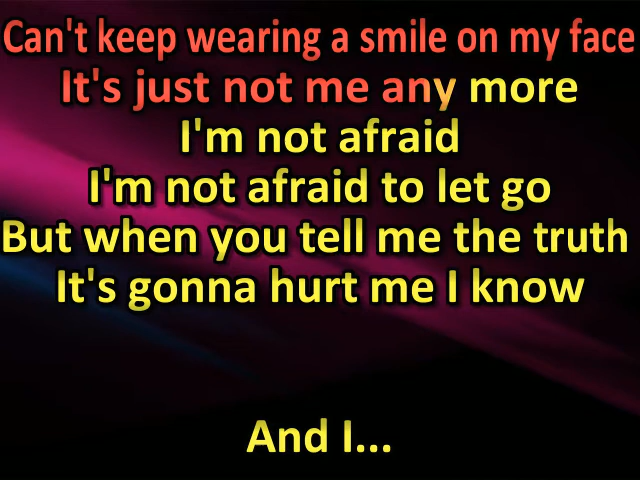 Can't keep wearing a smile on my face
It's just not me any more
I'm not afraid
I'm not afraid to let go
But when you tell me the truth
It's gonna hurt me I know
And I...